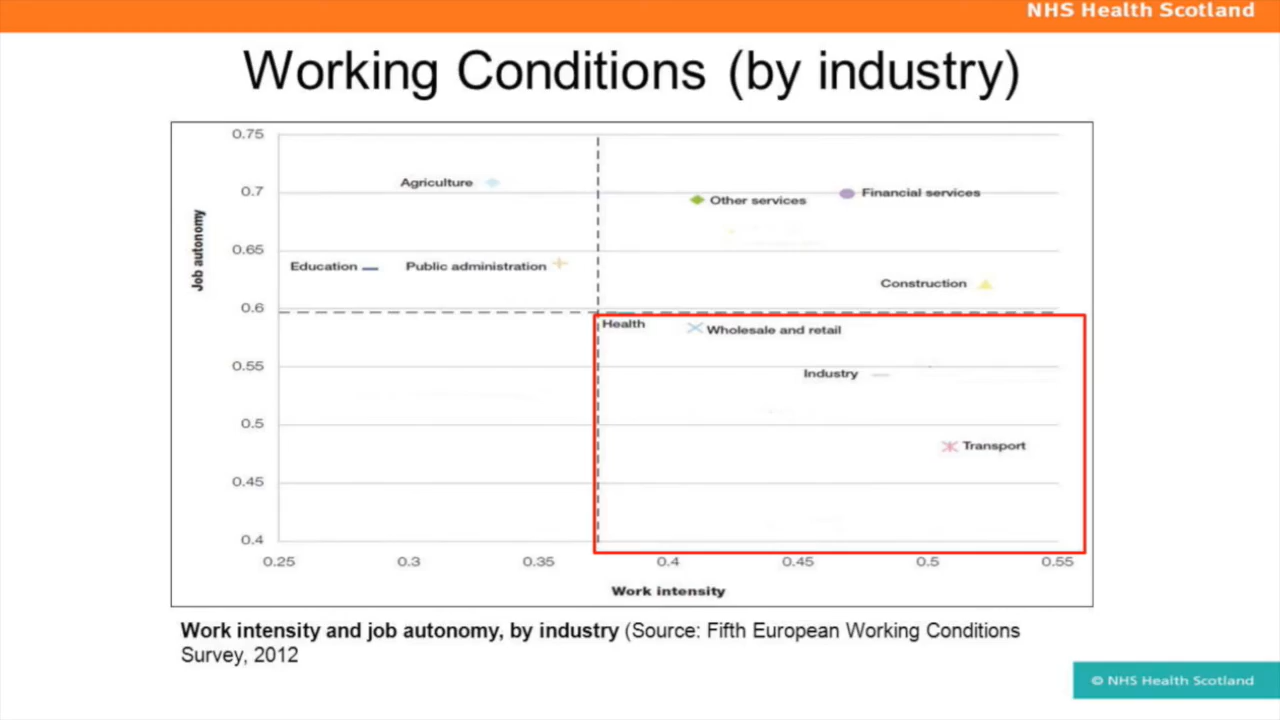 NHS Health Scotland
Working Conditions (by industry)
0.75
Agriculture
0.7
Other services
Financial services
Job autonomy
0.65
Education
Public administration
Construction
0.6
Health
Wholesale and retail
0.55
Industry
0.5
Transport
0.45
0.4
0.25 0.3 0.35 0.4 0.45 0.5 0.55
Work intensity
Work intensity and job autonomy, by industry (Source: Fifth European Working Conditions
Survey, 2012
© NHS Health Scotland